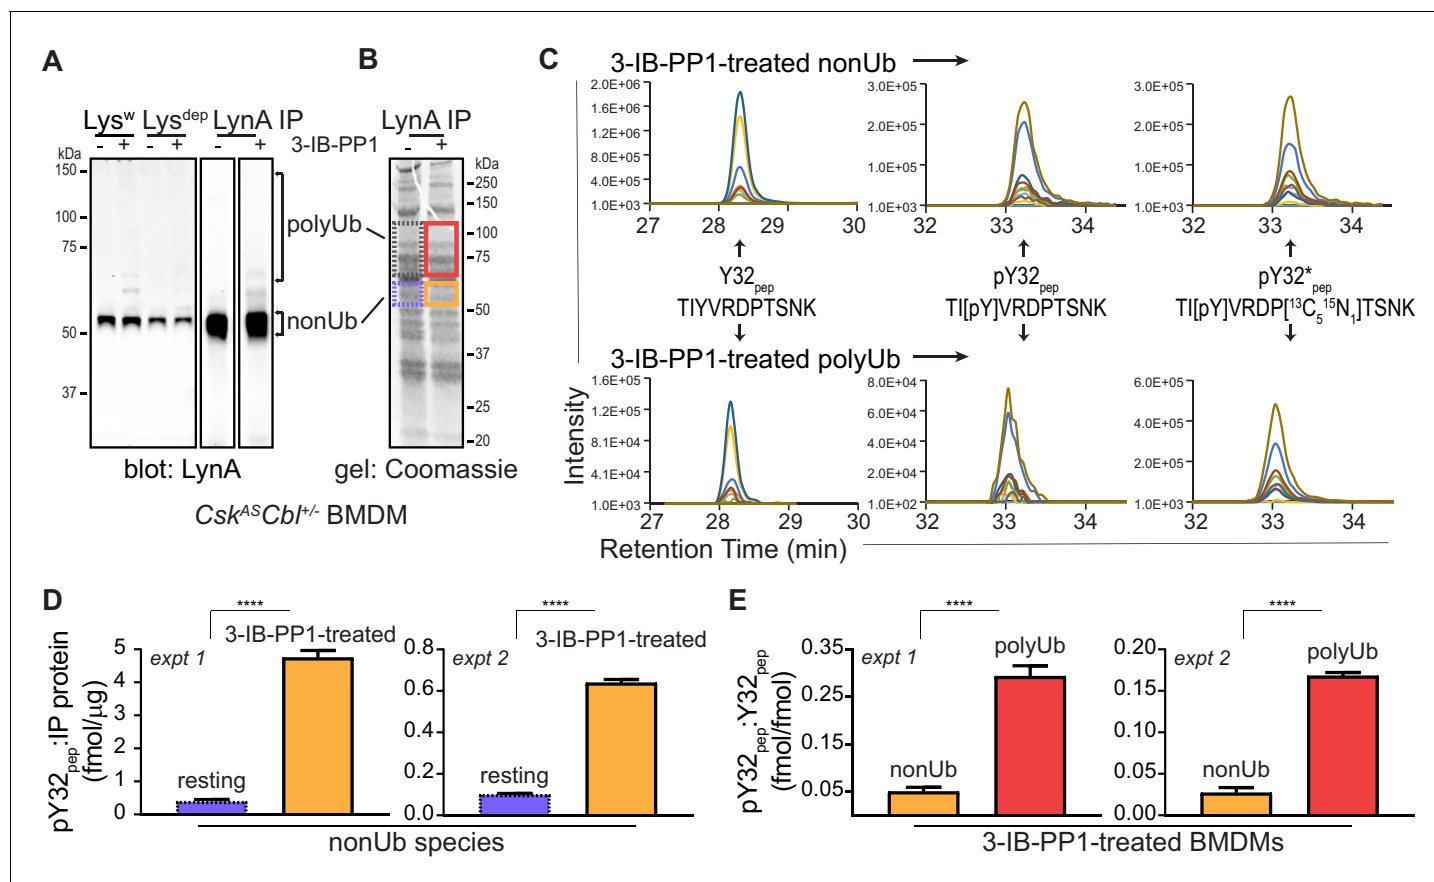 A
Lysʷ Lysᵈᵉᵖ LynA IP
- + - + - + 3-IB-PP1
kDa
150
100
75
50
37
polyUb
nonUb
blot: LynA
B
LynA IP
- +
kDa
250
150
100
75
50
37
25
20
gel: Coomassie
Cskᴬˢ Cbl⁺/⁻ BMDM
C
3-IB-PP1-treated nonUb
2.0E+06
1.6E+06
1.2E+06
8.0E+05
4.0E+05
1.0E+03
27 28 29 30
3.0E+05
2.0E+05
1.0E+05
1.0E+03
32 33 34
3.0E+05
2.0E+05
1.0E+05
1.0E+03
32 33 34
Y32pep
TIYVRDPTSNK
pY32pep
TI[pY]VRDPTSNK
pY32*pep
TI[pY]VRDP[¹³C₅¹⁵N₁]TSNK
3-IB-PP1-treated polyUb
Intensity
1.6E+05
1.2E+05
8.1E+04
4.1E+04
1.0E+03
27 28 29 30
8.0E+04
6.0E+04
4.0E+04
2.0E+04
1.0E+02
32 33 34
6.0E+05
4.0E+05
2.0E+05
1.0E+03
32 33 34
Retention Time (min)
D
pY32pep:IP protein
(fmol/µg)
expt 1
****
3-IB-PP1-treated
resting
5
4
3
2
1
0
expt 2
****
3-IB-PP1-treated
resting
0.8
0.6
0.4
0.2
0.0
nonUb species
E
pY32pep:Y32pep
(fmol/fmol)
expt 1
****
polyUb
nonUb
0.35
0.25
0.15
0.05
expt 2
****
polyUb
nonUb
0.20
0.15
0.10
0.05
0.00
3-IB-PP1-treated BMDMs